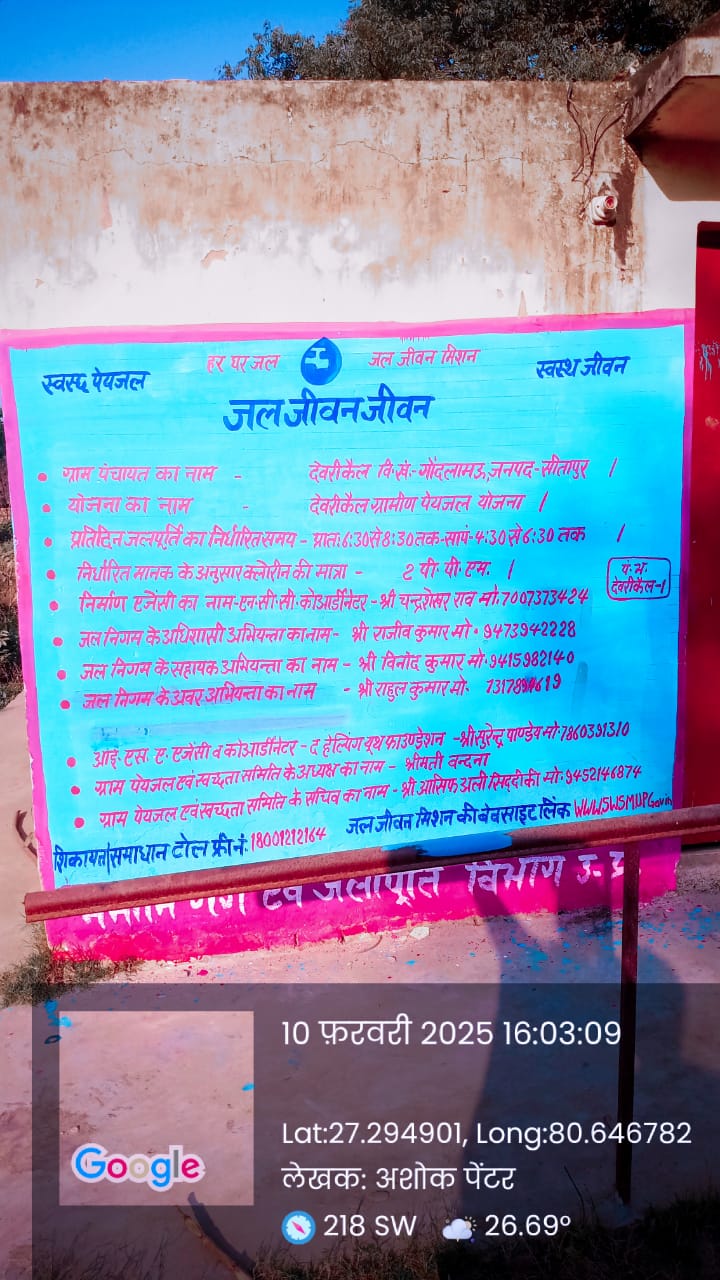 हर घर जल जल जीवन मिशन
स्वस्छ पेयजल स्वस्थ जीवन
जल जीवन जीवन
ग्राम पंचायत का नाम - देवरीकैल वि.खं.-गोंदलामऊ,जनपद-सीतापुर ।
योजना का नाम - देवरीकैल ग्रामीण पेयजल योजना ।
प्रतिदिन जलपूर्ति का निर्धारित समय - प्रातः 6:30 से 8:30 तक-सायं-4:30 से 6:30 तक ।
निर्धारित मानक के अनुसार क्लोरीन की मात्रा - 2 पी. पी. एम. ।
पं. भ.
देवरीकैल-1
निर्माण एजेंसी का नाम-एन.सी.सी.कोआर्डीनेटर-श्री चन्द्रशेखर राव मो.7007373424
जल निगम के अधिशासी अभियन्ता का नाम- श्री राजीव कुमार मो. 9473942228
जल निगम के सहायक अभियन्ता का नाम - श्री विनोद कुमार मो.9415982140
जल निगम के अवर अभियन्ता का नाम - श्री राहुल कुमार मो.
आई. एस. ए. एजेंसी व कोआर्डीनेटर - द हैल्पिंग यूथ फाउण्डेशन -श्री सुरेन्द्र पाण्डेय मो.7860391310
ग्राम पेयजल एवं स्वच्छता समिति के अध्यक्ष का नाम - श्रीमती वन्दना
ग्राम पेयजल एवं स्वच्छता समिति के सचिव का नाम - श्री आसिफ अली सिद्दीकी मो.9452146874
शिकायत/समाधान टोल फ्री नं. 18001212164 जल जीवन मिशन की बेबसाइट लिंक WWW.SWSM.UP.Gov.in
एवं जलापूर्ति विभाग उ. प्र.
10 फ़रवरी 2025 16:03:09
Lat:27.294901, Long:80.646782
लेखक: अशोक पेंटर
218 SW 26.69°
Google